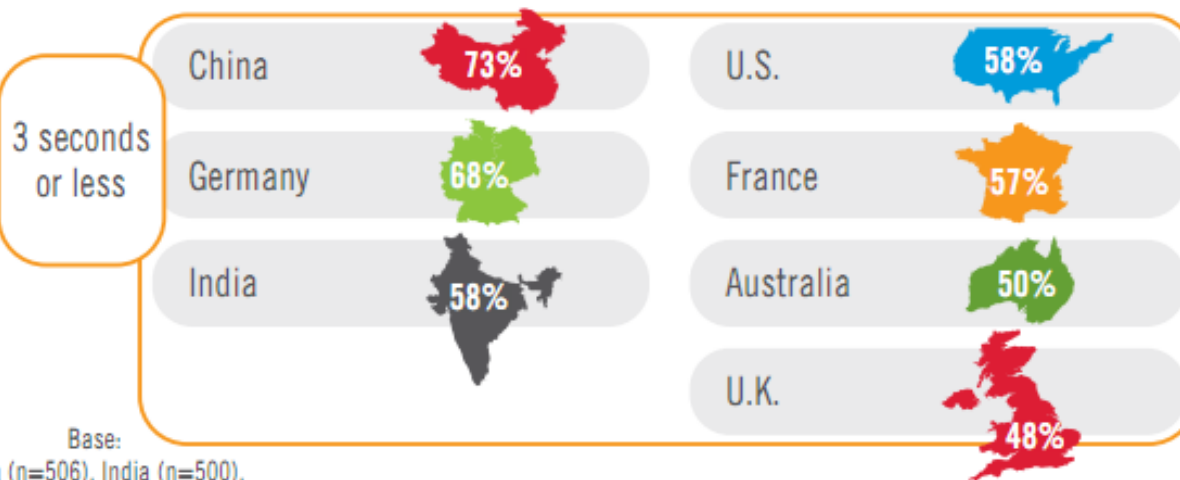 3 seconds
or less
China 73%
Germany 68%
India 58%
U.S. 58%
France 57%
Australia 50%
U.K. 48%
Base:
(n=506), India (n=500),